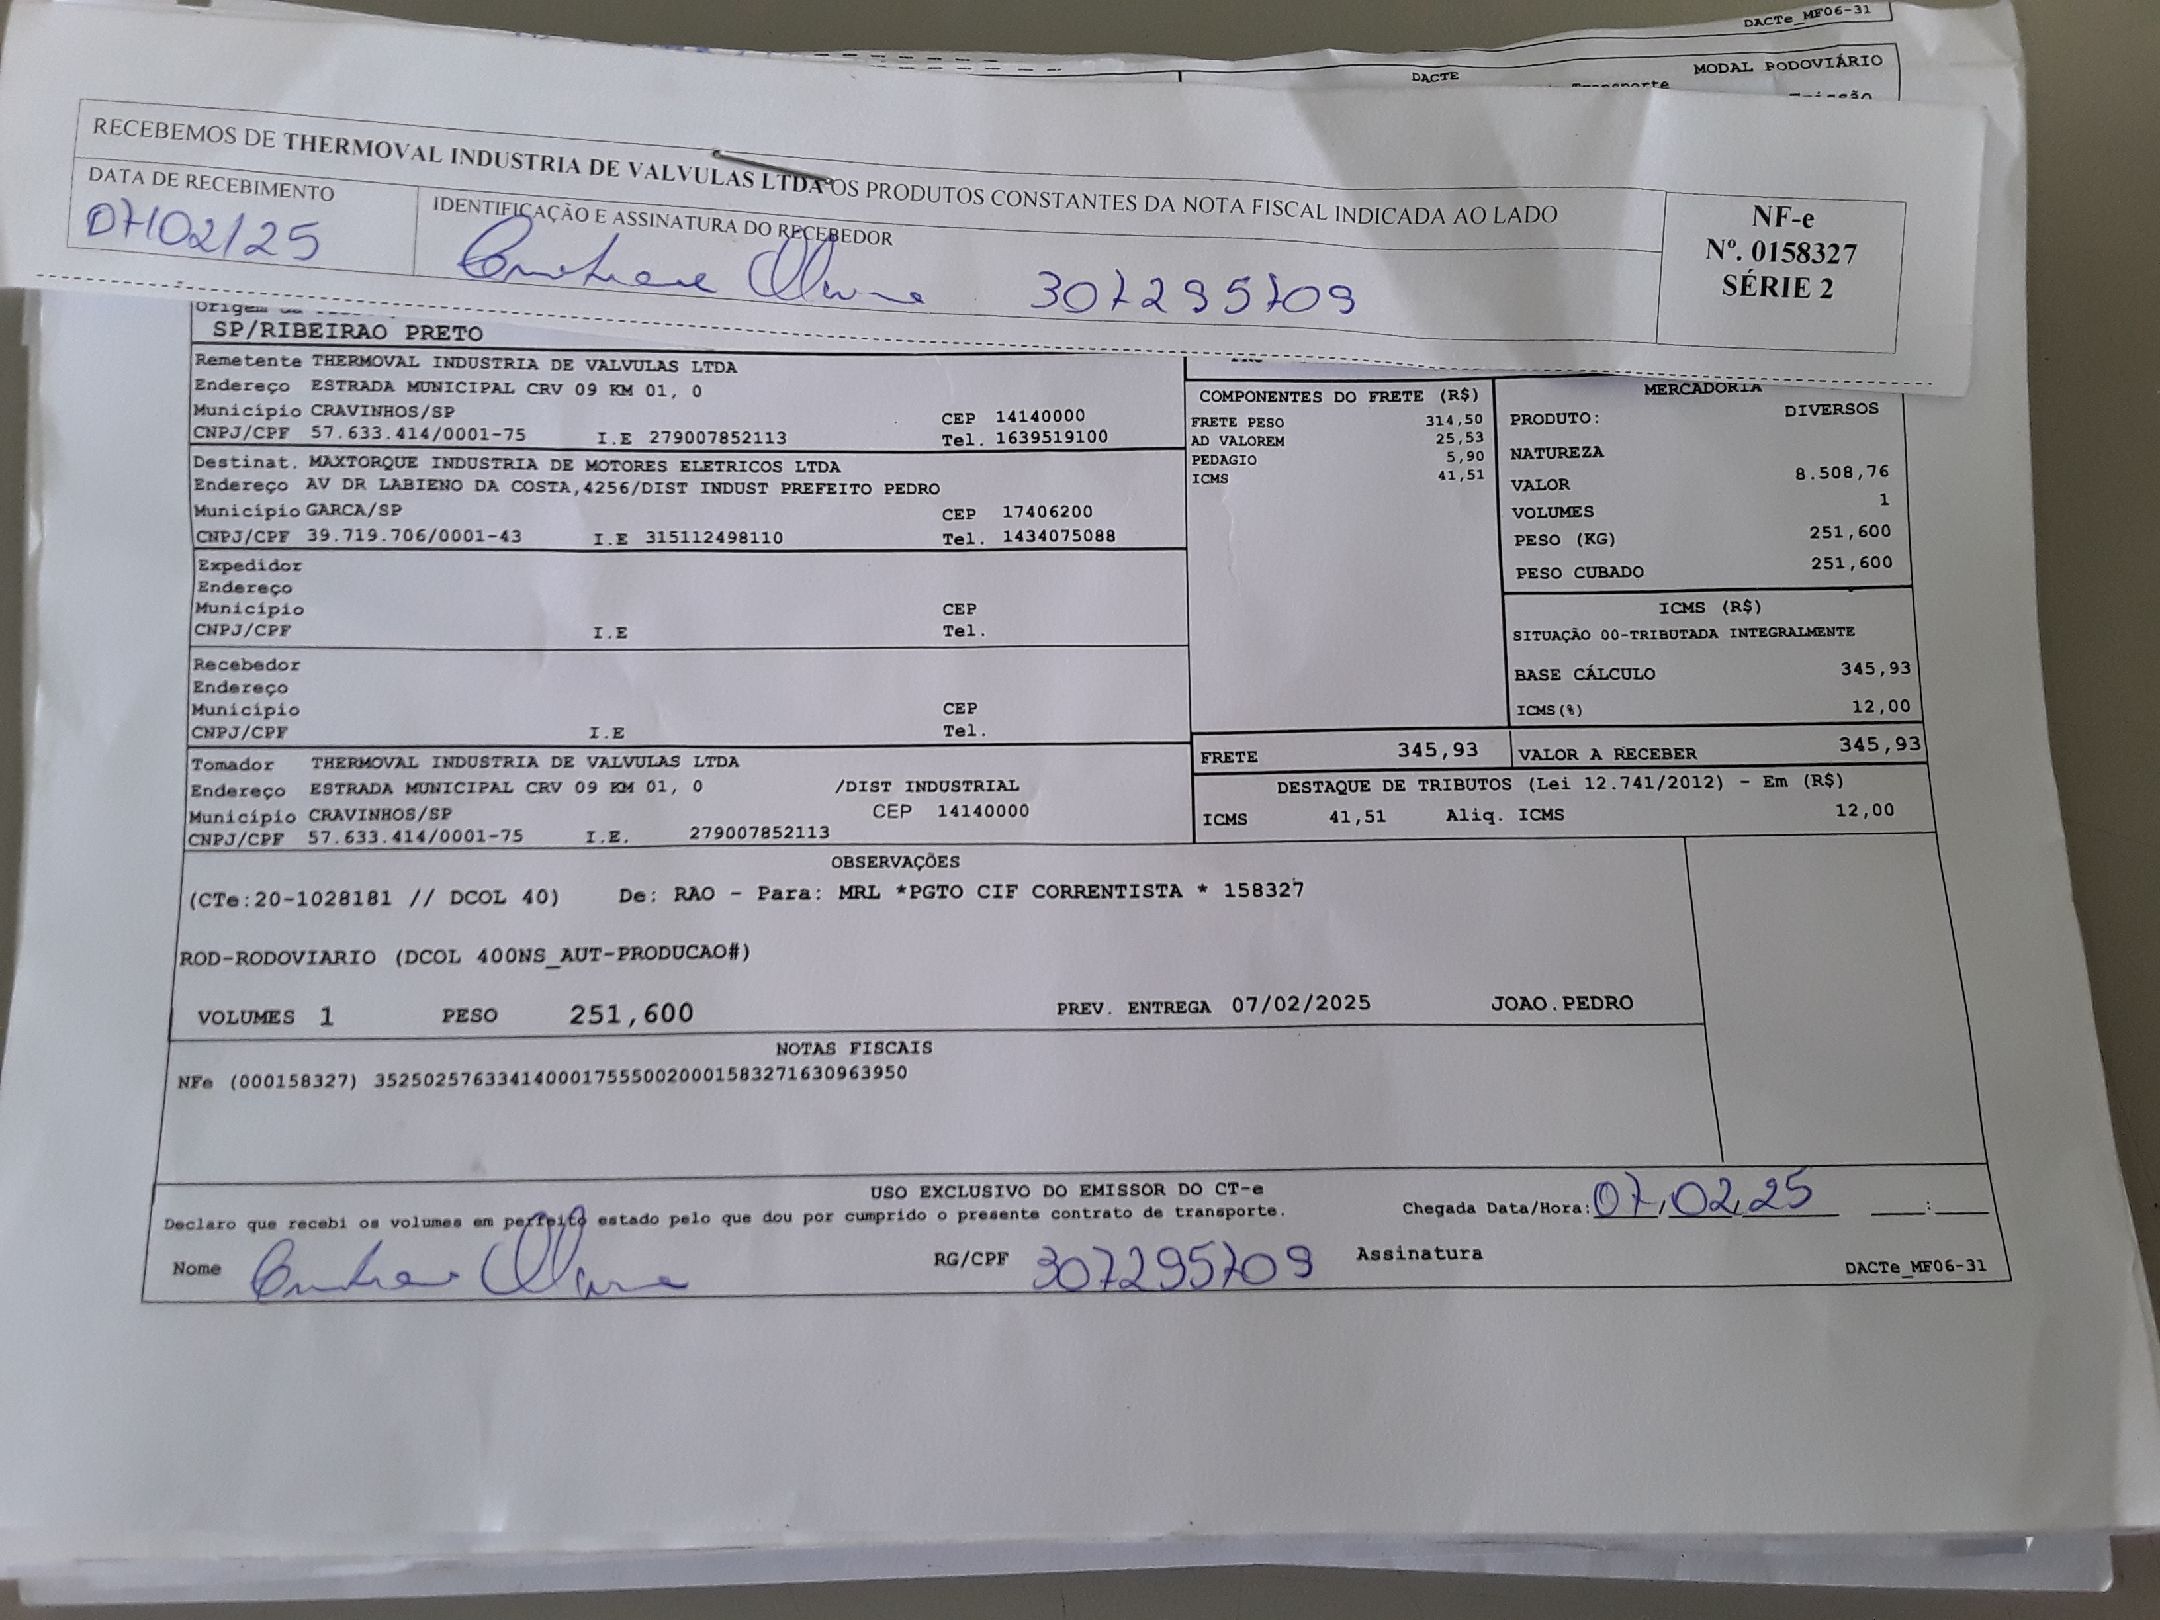 DACTe_MF06-31
DACTE
MODAL RODOVIÁRIO
RECEBEMOS DE THERMOVAL INDUSTRIA DE VALVULAS LTDA OS PRODUTOS CONSTANTES DA NOTA FISCAL INDICADA AO LADO
DATA DE RECEBIMENTO
07/02/25
IDENTIFICAÇÃO E ASSINATURA DO RECEBEDOR
307295709
NF-e
Nº. 0158327
SÉRIE 2
Origem
SP/RIBEIRAO PRETO
Remetente THERMOVAL INDUSTRIA DE VALVULAS LTDA
Endereço ESTRADA MUNICIPAL CRV 09 KM 01, 0
Município CRAVINHOS/SP CEP 14140000
CNPJ/CPF 57.633.414/0001-75 I.E 279007852113 Tel. 1639519100
Destinat. MAXTORQUE INDUSTRIA DE MOTORES ELETRICOS LTDA
Endereço AV DR LABIENO DA COSTA,4256/DIST INDUST PREFEITO PEDRO
Município GARCA/SP CEP 17406200
CNPJ/CPF 39.719.706/0001-43 I.E 315112498110 Tel. 1434075088
Expedidor
Endereço
Município CEP
CNPJ/CPF I.E Tel.
Recebedor
Endereço
Município CEP
CNPJ/CPF I.E Tel.
Tomador THERMOVAL INDUSTRIA DE VALVULAS LTDA
Endereço ESTRADA MUNICIPAL CRV 09 KM 01, 0 /DIST INDUSTRIAL
Município CRAVINHOS/SP CEP 14140000
CNPJ/CPF 57.633.414/0001-75 I.E. 279007852113
COMPONENTES DO FRETE (R$)
FRETE PESO 314,50
AD VALOREM 25,53
PEDAGIO 5,90
ICMS 41,51
MERCADORIA
PRODUTO: DIVERSOS
NATUREZA
VALOR 8.508,76
VOLUMES 1
PESO (KG) 251,600
PESO CUBADO 251,600
ICMS (R$)
SITUAÇÃO 00-TRIBUTADA INTEGRALMENTE
BASE CÁLCULO 345,93
ICMS(%) 12,00
FRETE 345,93 VALOR A RECEBER 345,93
DESTAQUE DE TRIBUTOS (Lei 12.741/2012) - Em (R$)
ICMS 41,51 Aliq. ICMS 12,00
OBSERVAÇÕES
(CTe:20-1028181 // DCOL 40) De: RAO - Para: MRL *PGTO CIF CORRENTISTA * 158327
ROD-RODOVIARIO (DCOL 400NS_AUT-PRODUCAO#)
VOLUMES 1 PESO 251,600 PREV. ENTREGA 07/02/2025 JOAO.PEDRO
NOTAS FISCAIS
NFe (000158327) 35250257633414000175550020001583271630963950
USO EXCLUSIVO DO EMISSOR DO CT-e
Declaro que recebi os volumes em perfeito estado pelo que dou por cumprido o presente contrato de transporte. Chegada Data/Hora: 07/02/25 ____:____
Nome RG/CPF 307295709 Assinatura
DACTe_MF06-31